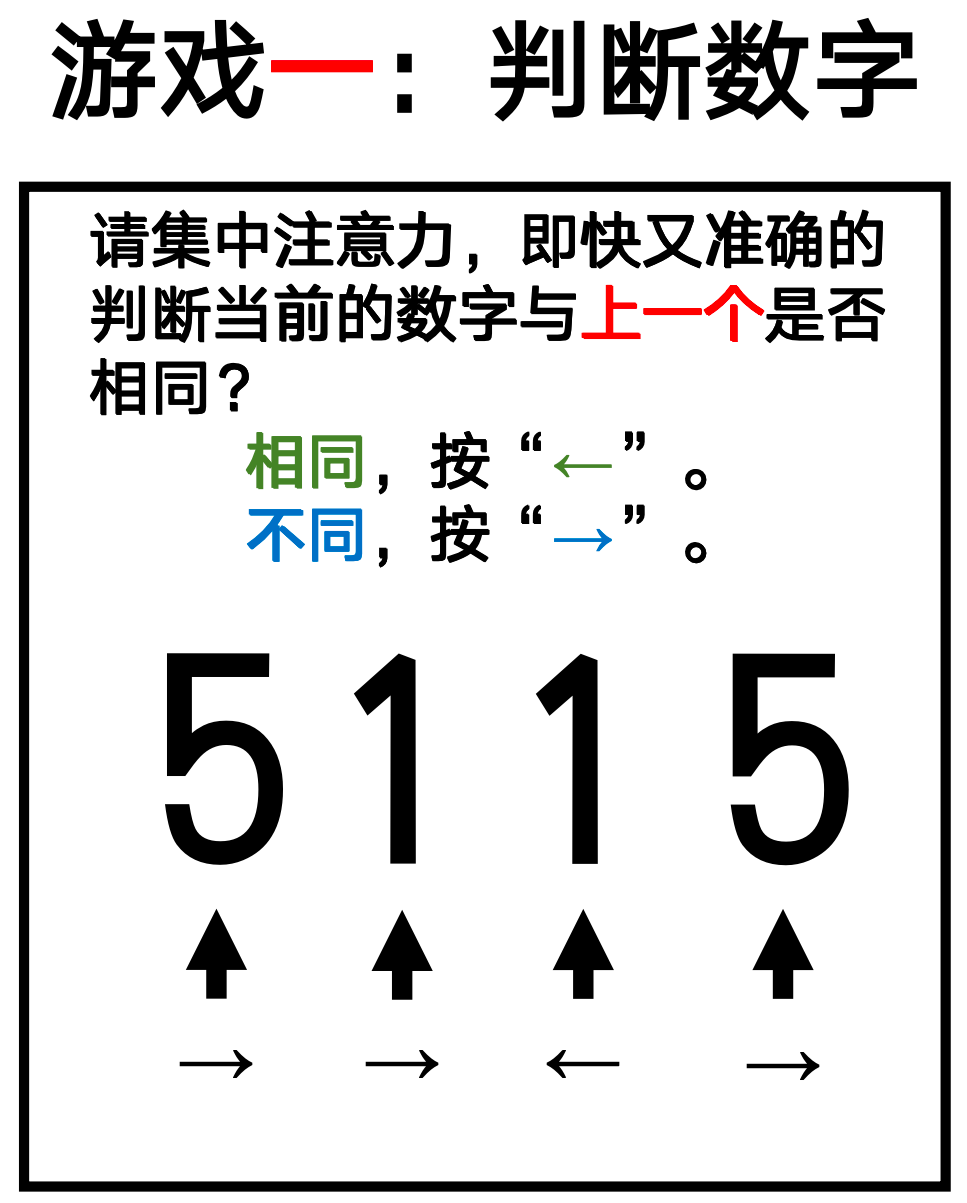 游戏一：判断数字
请集中注意力，即快又准确的
判断当前的数字与上一个是否
相同？
相同，按“←”。
不同，按“→”。
5 1 1 5
→ → ← →